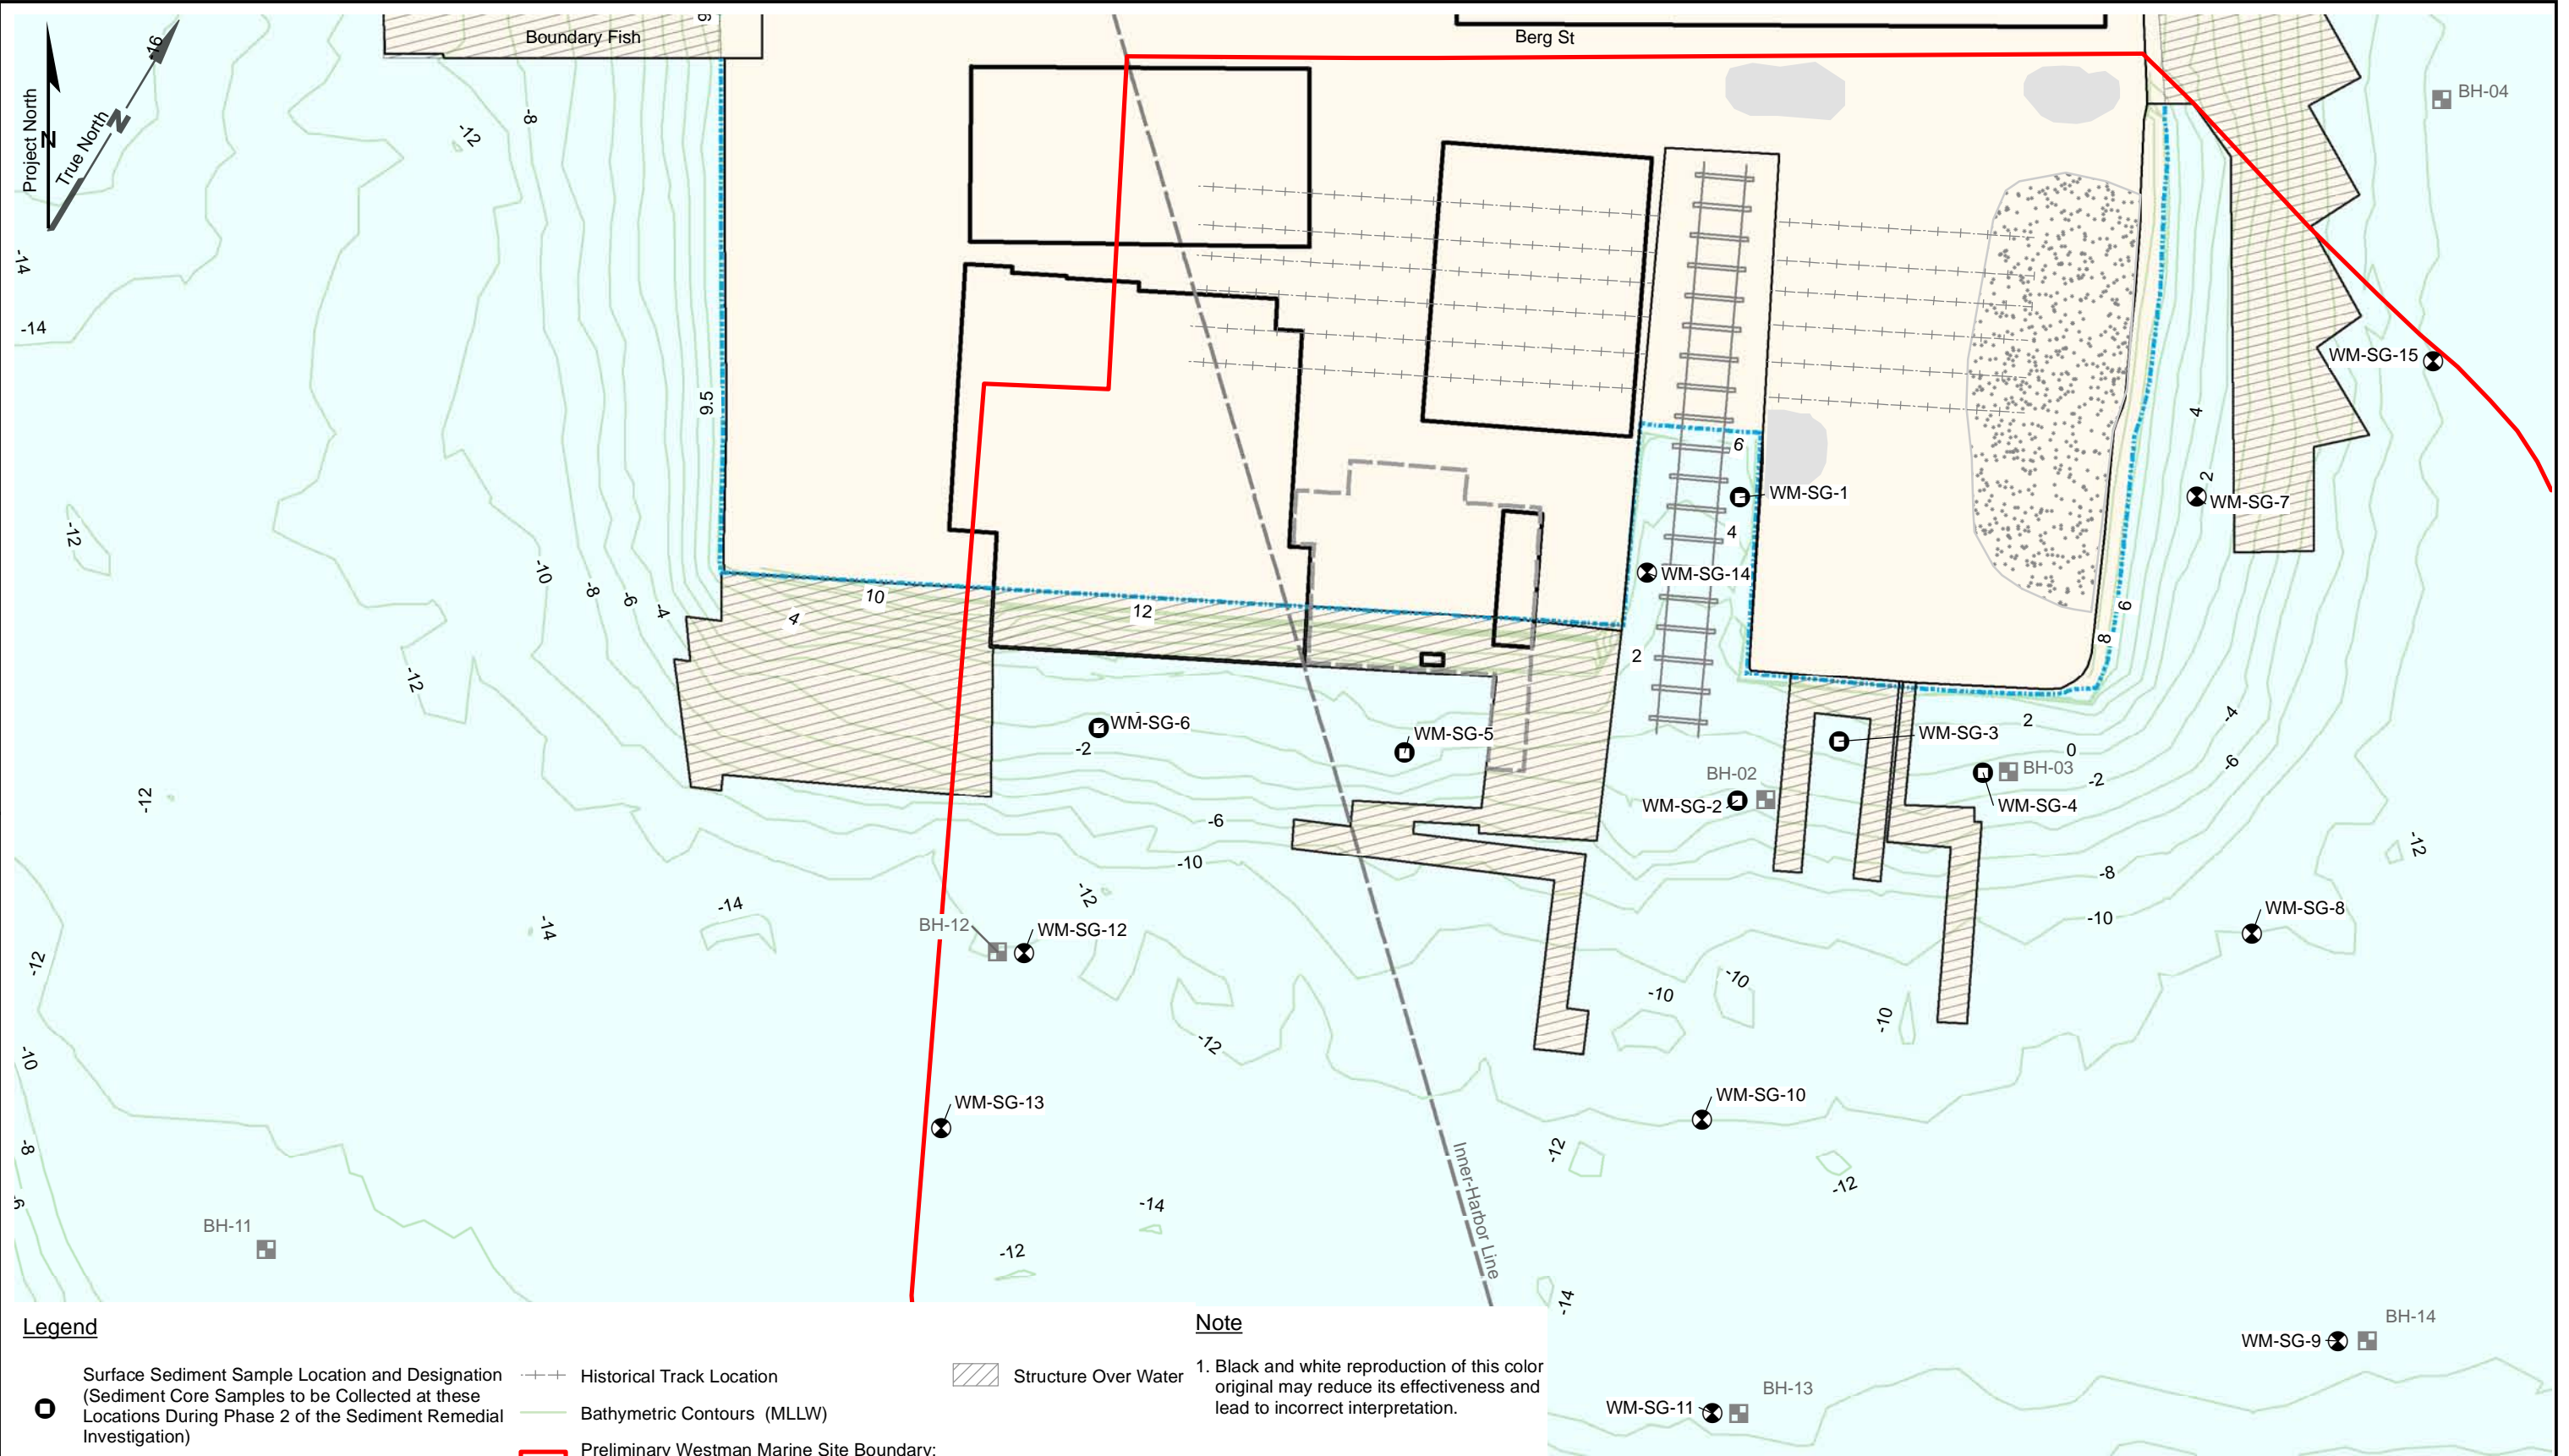 Boundary Fish
Berg St
9
16
Project North
N
True North
N
-12
-8
BH-04
-14
-14
9.5
WM-SG-15
4
2
WM-SG-7
6
WM-SG-1
4
WM-SG-14
-12
-10
-8
-6
-4
4
10
12
2
6
8
-12
WM-SG-6
-2
WM-SG-5
WM-SG-3
2
0
-2
-4
-6
BH-02
WM-SG-2
BH-03
WM-SG-4
-12
-6
-10
-8
-10
-12
WM-SG-8
-14
-14
-12
BH-12
WM-SG-12
-12
-10
-10
-10
-12
-10
WM-SG-13
WM-SG-10
-8
-12
-12
Inner-Harbor Line
-6
-14
BH-11
-12
-14
BH-14
WM-SG-9
BH-13
WM-SG-11
Legend
Surface Sediment Sample Location and Designation
(Sediment Core Samples to be Collected at these
Locations During Phase 2 of the Sediment Remedial
Investigation)
Historical Track Location
Bathymetric Contours (MLLW)
Preliminary Westman Marine Site Boundary:
Structure Over Water
Note
1. Black and white reproduction of this color
original may reduce its effectiveness and
lead to incorrect interpretation.